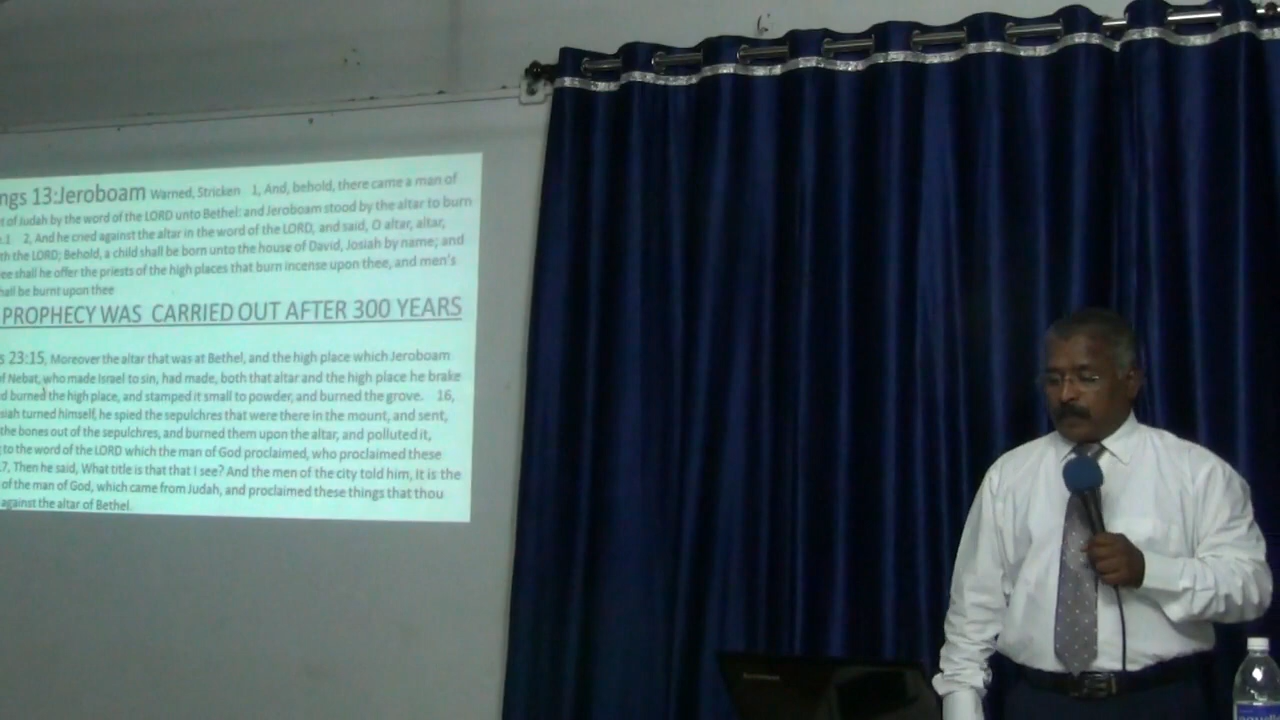 ngs 13:Jeroboam Warned, Stricken 1, And, behold, there came a man of
t of Judah by the word of the LORD unto Bethel: and Jeroboam stood by the altar to burn
.1 2, And he cried against the altar in the word of the LORD, and said, O altar, altar,
th the LORD; Behold, a child shall be born unto the house of David, Josiah by name; and
ee shall he offer the priests of the high places that burn incense upon thee, and men's
hall be burnt upon thee
PROPHECY WAS CARRIED OUT AFTER 300 YEARS
s 23:15, Moreover the altar that was at Bethel, and the high place which Jeroboam
f Nebat, who made Israel to sin, had made, both that altar and the high place he brake
d burned the high place, and stamped it small to powder, and burned the grove. 16,
siah turned himself, he spied the sepulchres that were there in the mount, and sent,
the bones out of the sepulchres, and burned them upon the altar, and polluted it,
to the word of the LORD which the man of God proclaimed, who proclaimed these
7, Then he said, What title is that that I see? And the men of the city told him, It is the
of the man of God, which came from Judah, and proclaimed these things that thou
against the altar of Bethel.